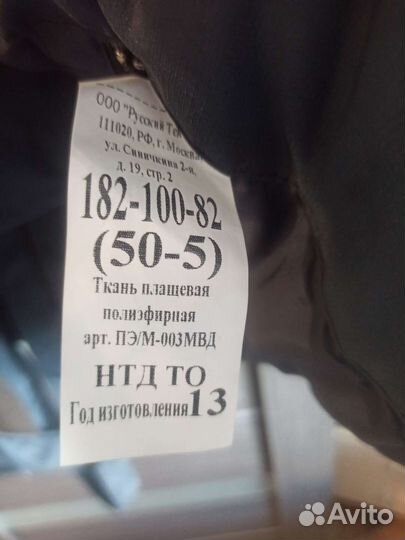 ООО "Русский
111020, РФ, г. Москва
ул. Синичкина 2-я.
д. 19, стр. 2
182-100-82
(50-5)
Ткань плащевая
полиэфирная
арт. ПЭ/М-003МВД
НТД ТО
Год изготовления 13
Avito